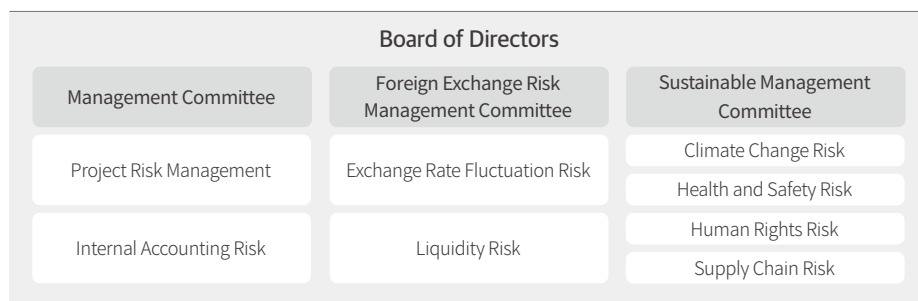 Board of Directors
Management Committee
Foreign Exchange Risk
Management Committee
Sustainable Management
Committee
Project Risk Management
Internal Accounting Risk
Exchange Rate Fluctuation Risk
Liquidity Risk
Climate Change Risk
Health and Safety Risk
Human Rights Risk
Supply Chain Risk